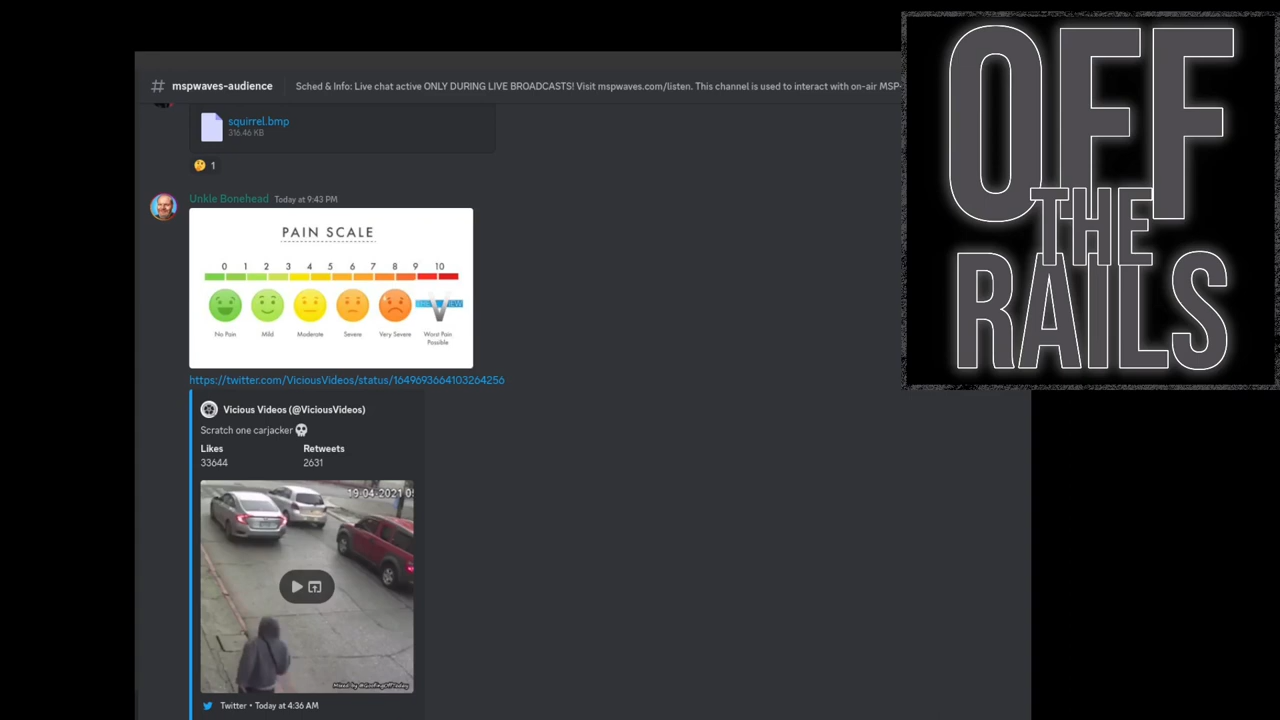 # mspwaves-audience
Sched & Info: Live chat active ONLY DURING LIVE BROADCASTS! Visit mspwaves.com/listen. This channel is used to interact with on-air MSP-
squirrel.bmp
316.46 KB
1
Unkle Bonehead Today at 9:43 PM
PAIN SCALE
0 1 2 3 4 5 6 7 8 9 10
No Pain Mild Moderate Severe Very Severe Worst Pain
Possible
https://twitter.com/ViciousVideos/status/1649693664103264256
Vicious Videos (@ViciousVideos)
Scratch one carjacker
Likes Retweets
33644 2631
19-04-2021 0
Twitter • Today at 4:36 AM
OFF
THE
RAILS